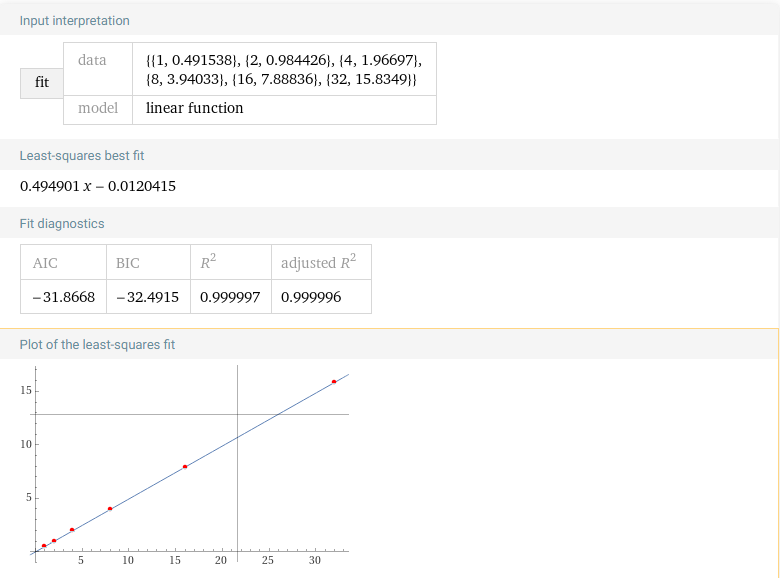 Input interpretation
fit
data
{{1, 0.491538}, {2, 0.984426}, {4, 1.96697},
{8, 3.94033}, {16, 7.88836}, {32, 15.8349}}
model
linear function
Least-squares best fit
0.494901 x − 0.0120415
Fit diagnostics
AIC BIC R² adjusted R²
−31.8668 −32.4915 0.999997 0.999996
Plot of the least-squares fit
15
10
5
5 10 15 20 25 30